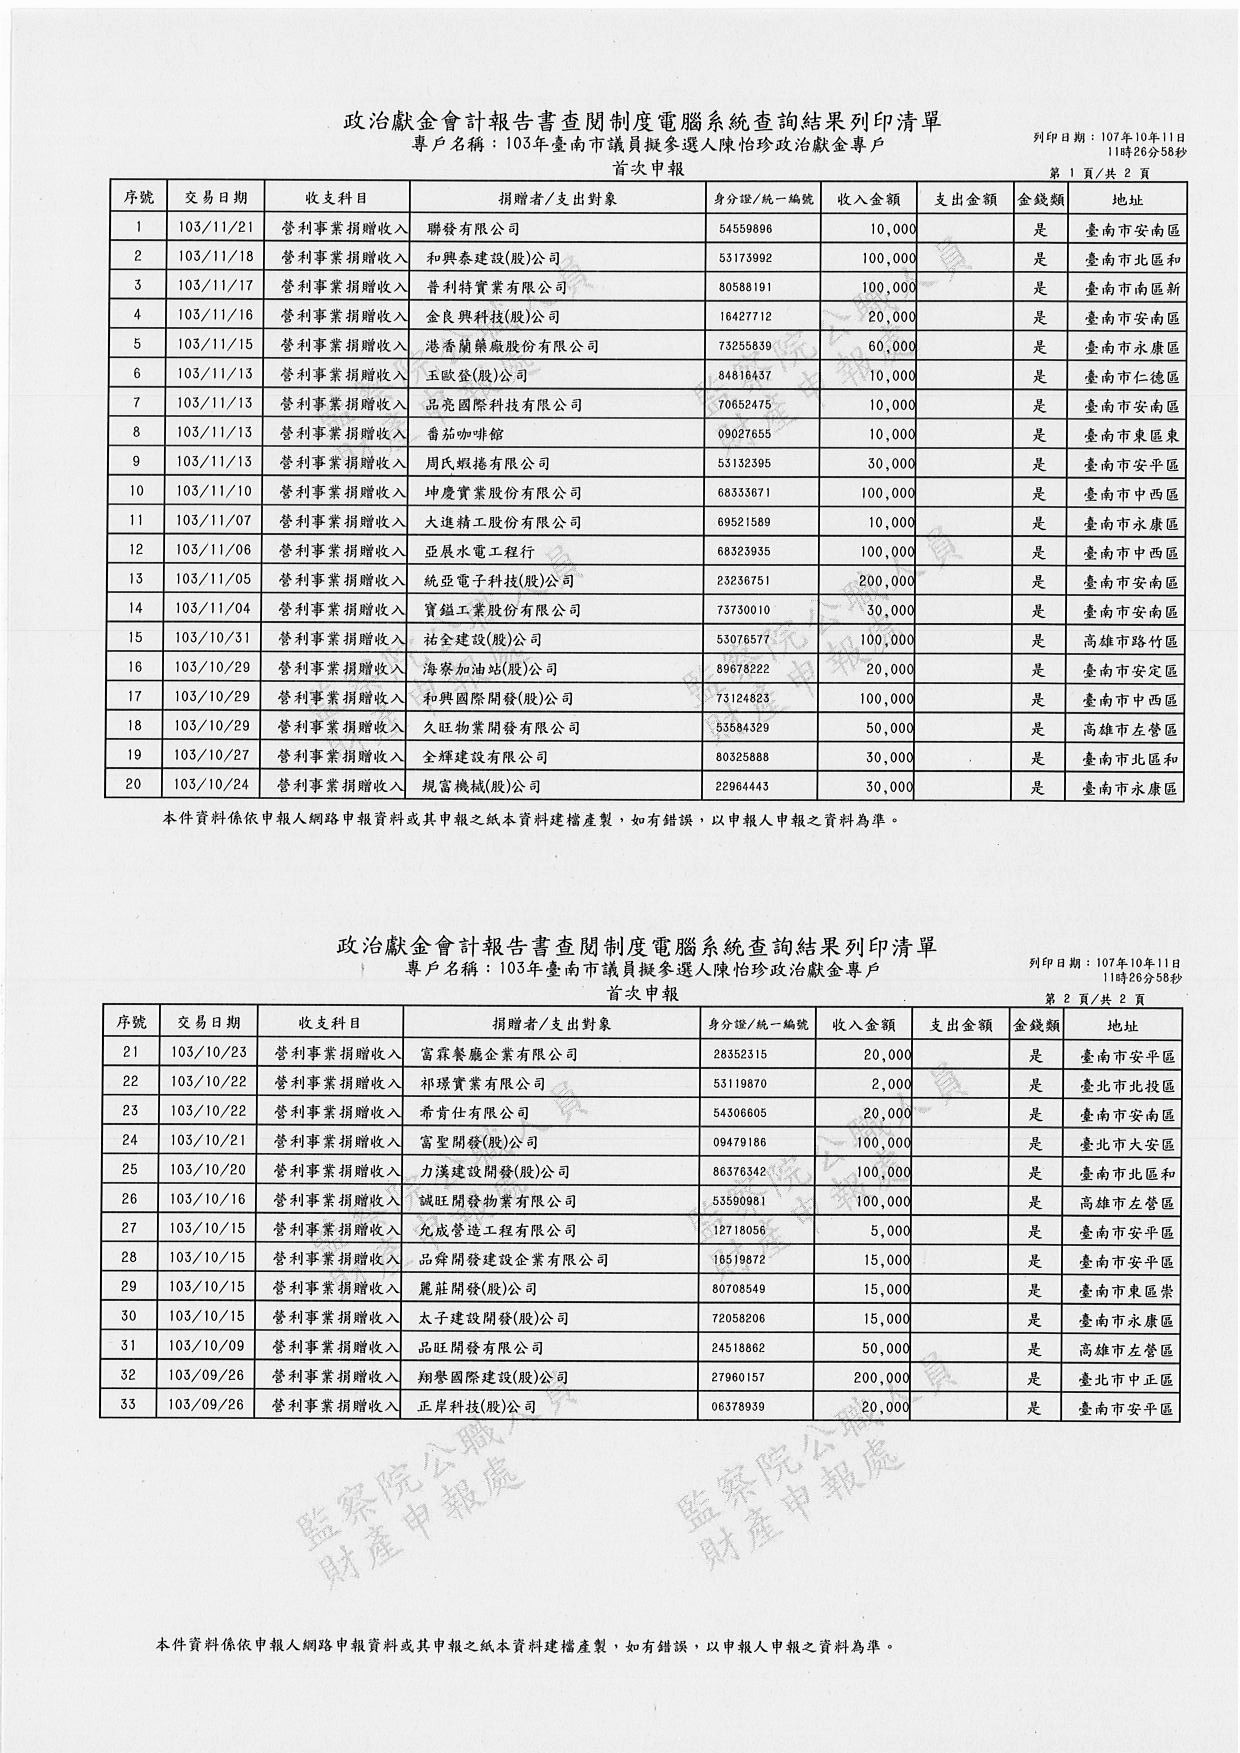 政治獻金會計報告書查閱制度電腦系統查詢結果列印清單
專戶名稱：103年臺南市議員擬參選人陳怡珍政治獻金專戶
列印日期：107年10年11日
11時26分58秒
首次申報
第 1 頁/共 2 頁
序號 交易日期 收支科目 捐贈者/支出對象 身分證/統一編號 收入金額 支出金額 金錢類 地址
1 103/11/21 營利事業捐贈收入 聯發有限公司 54559896 10,000 是 臺南市安南區
2 103/11/18 營利事業捐贈收入 和興泰建設(股)公司 53173992 100,000 是 臺南市北區和
3 103/11/17 營利事業捐贈收入 普利特實業有限公司 80588191 100,000 是 臺南市南區新
4 103/11/16 營利事業捐贈收入 金良興科技(股)公司 16427712 20,000 是 臺南市安南區
5 103/11/15 營利事業捐贈收入 港香蘭藥廠股份有限公司 73255839 60,000 是 臺南市永康區
6 103/11/13 營利事業捐贈收入 玉歐登(股)公司 84816437 10,000 是 臺南市仁德區
7 103/11/13 營利事業捐贈收入 品亮國際科技有限公司 70652475 10,000 是 臺南市安南區
8 103/11/13 營利事業捐贈收入 番茄咖啡館 09027655 10,000 是 臺南市東區東
9 103/11/13 營利事業捐贈收入 周氏蝦捲有限公司 53132395 30,000 是 臺南市安平區
10 103/11/10 營利事業捐贈收入 坤慶實業股份有限公司 68333671 100,000 是 臺南市中西區
11 103/11/07 營利事業捐贈收入 大進精工股份有限公司 69521589 10,000 是 臺南市永康區
12 103/11/06 營利事業捐贈收入 亞展水電工程行 68323935 100,000 是 臺南市中西區
13 103/11/05 營利事業捐贈收入 統亞電子科技(股)公司 23236751 200,000 是 臺南市安南區
14 103/11/04 營利事業捐贈收入 寶鎰工業股份有限公司 73730010 30,000 是 臺南市安南區
15 103/10/31 營利事業捐贈收入 祐全建設(股)公司 53076577 100,000 是 高雄市路竹區
16 103/10/29 營利事業捐贈收入 海寮加油站(股)公司 89678222 20,000 是 臺南市安定區
17 103/10/29 營利事業捐贈收入 和興國際開發(股)公司 73124823 100,000 是 臺南市中西區
18 103/10/29 營利事業捐贈收入 久旺物業開發有限公司 53584329 50,000 是 高雄市左營區
19 103/10/27 營利事業捐贈收入 全輝建設有限公司 80325888 30,000 是 臺南市北區和
20 103/10/24 營利事業捐贈收入 規富機械(股)公司 22964443 30,000 是 臺南市永康區
本件資料係依申報人網路申報資料或其申報之紙本資料建檔產製，如有錯誤，以申報人申報之資料為準。
政治獻金會計報告書查閱制度電腦系統查詢結果列印清單
專戶名稱：103年臺南市議員擬參選人陳怡珍政治獻金專戶
列印日期：107年10年11日
11時26分58秒
首次申報
第 2 頁/共 2 頁
序號 交易日期 收支科目 捐贈者/支出對象 身分證/統一編號 收入金額 支出金額 金錢類 地址
21 103/10/23 營利事業捐贈收入 富霖餐廳企業有限公司 28352315 20,000 是 臺南市安平區
22 103/10/22 營利事業捐贈收入 祁璟實業有限公司 53119870 2,000 是 臺北市北投區
23 103/10/22 營利事業捐贈收入 希肯仕有限公司 54306605 20,000 是 臺南市安南區
24 103/10/21 營利事業捐贈收入 富聖開發(股)公司 09479186 100,000 是 臺北市大安區
25 103/10/20 營利事業捐贈收入 力漢建設開發(股)公司 86376342 100,000 是 臺南市北區和
26 103/10/16 營利事業捐贈收入 誠旺開發物業有限公司 53590981 100,000 是 高雄市左營區
27 103/10/15 營利事業捐贈收入 允成營造工程有限公司 12718056 5,000 是 臺南市安平區
28 103/10/15 營利事業捐贈收入 品舜開發建設企業有限公司 16519872 15,000 是 臺南市安平區
29 103/10/15 營利事業捐贈收入 麗莊開發(股)公司 80708549 15,000 是 臺南市東區崇
30 103/10/15 營利事業捐贈收入 太子建設開發(股)公司 72058206 15,000 是 臺南市永康區
31 103/10/09 營利事業捐贈收入 品旺開發有限公司 24518862 50,000 是 高雄市左營區
32 103/09/26 營利事業捐贈收入 翔譽國際建設(股)公司 27960157 200,000 是 臺北市中正區
33 103/09/26 營利事業捐贈收入 正岸科技(股)公司 06378939 20,000 是 臺南市安平區
監察院公職人員
財產申報處
監察院公職人員
財產申報處
本件資料係依申報人網路申報資料或其申報之紙本資料建檔產製，如有錯誤，以申報人申報之資料為準。